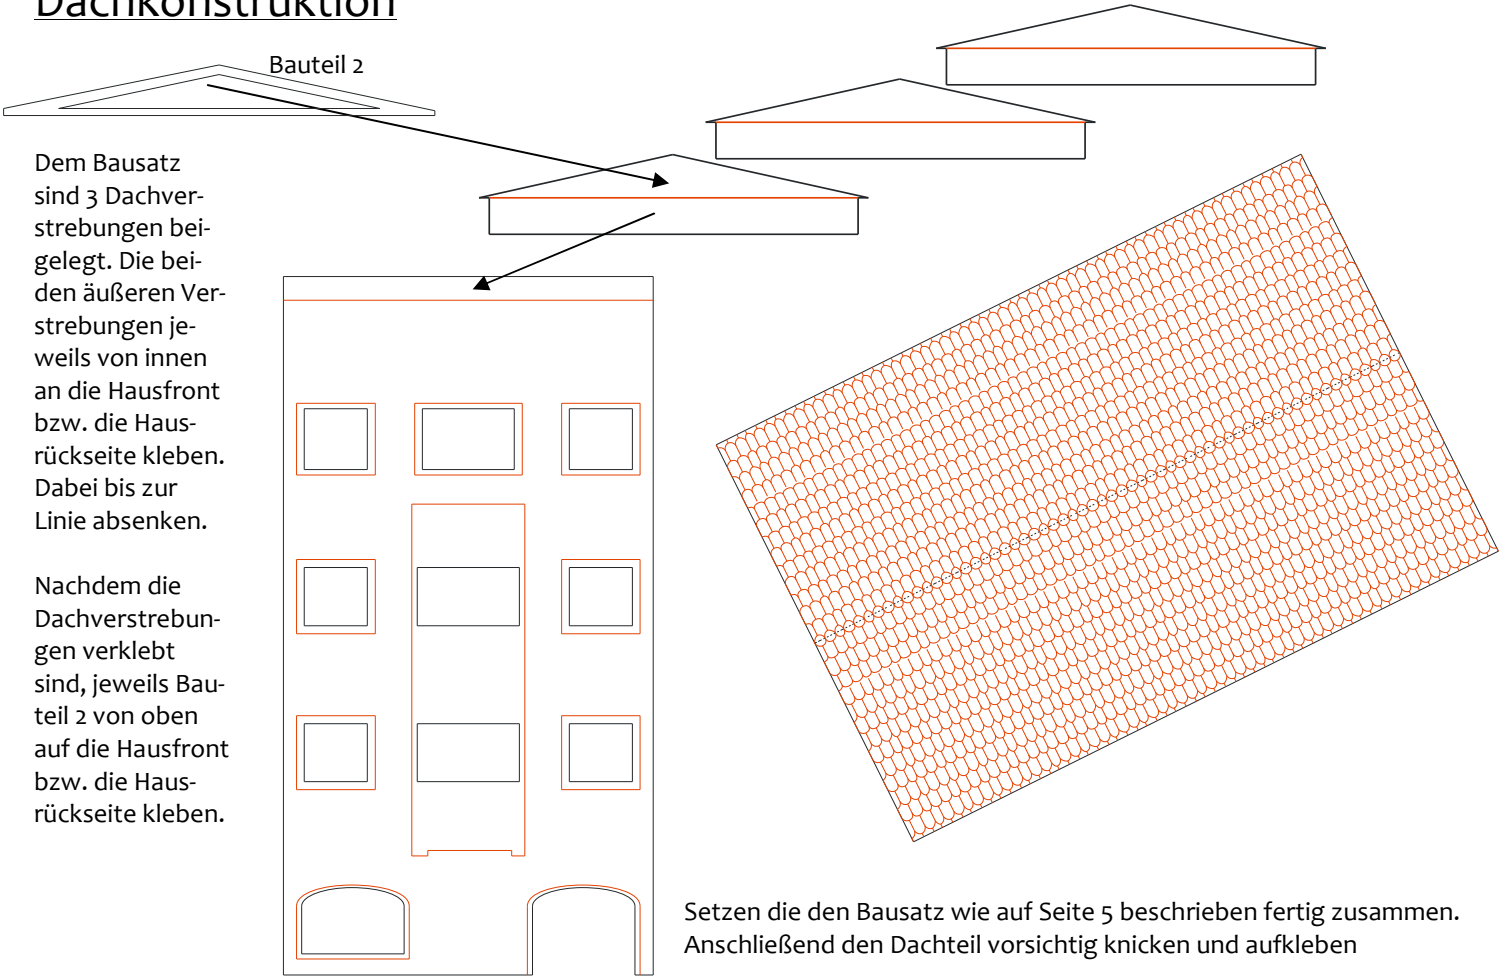 Dachkonstruktion
Bauteil 2
Dem Bausatz
sind 3 Dachver-
strebungen bei-
gelegt. Die bei-
den äußeren Ver-
strebungen je-
weils von innen
an die Hausfront
bzw. die Haus-
rückseite kleben.
Dabei bis zur
Linie absenken.
Nachdem die
Dachverstrebun-
gen verklebt
sind, jeweils Bau-
teil 2 von oben
auf die Hausfront
bzw. die Haus-
rückseite kleben.
Setzen die den Bausatz wie auf Seite 5 beschrieben fertig zusammen.
Anschließend den Dachteil vorsichtig knicken und aufkleben